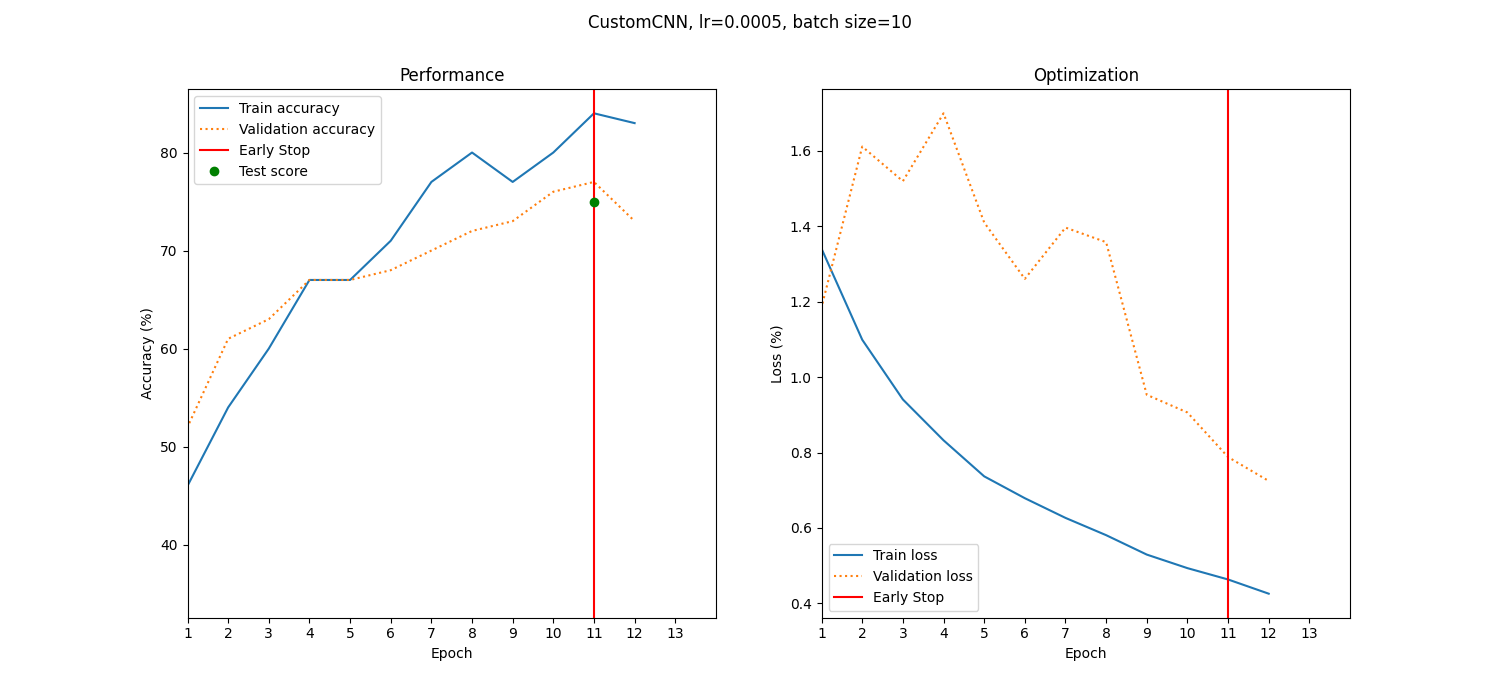 CustomCNN, lr=0.0005, batch size=10
Performance
Train accuracy
Validation accuracy
Early Stop
Test score
Accuracy (%)
80
70
60
50
40
1 2 3 4 5 6 7 8 9 10 11 12 13
Epoch
Optimization
Loss (%)
1.6
1.4
1.2
1.0
0.8
0.6
0.4
Train loss
Validation loss
Early Stop
1 2 3 4 5 6 7 8 9 10 11 12 13
Epoch